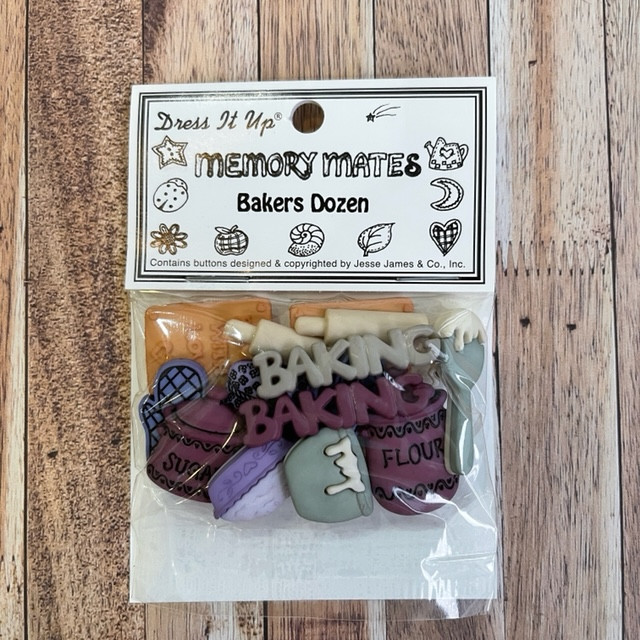 Dress It Up®
MEMORY MATES
Bakers Dozen
Contains buttons designed & copyrighted by Jesse James & Co., Inc.
BAKING
BAKING
FLOUR